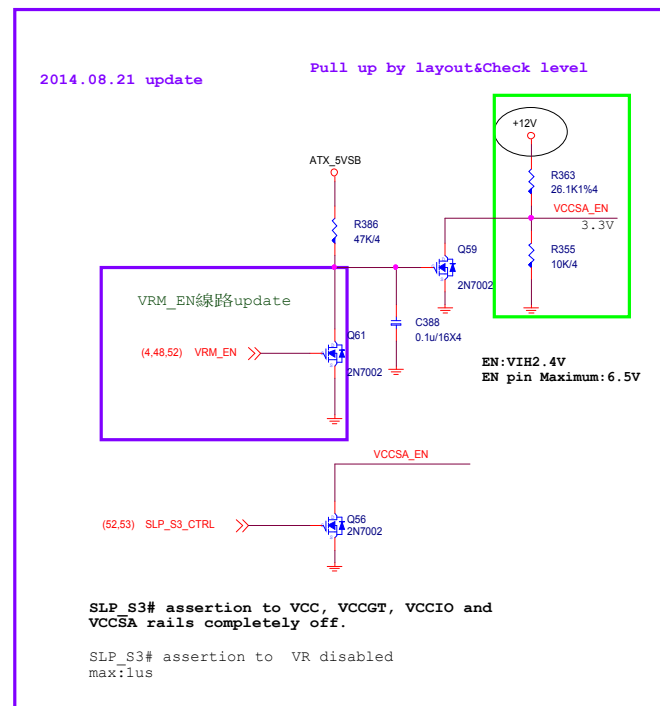 Pull up by layout&Check level
2014.08.21 update
+12V
ATX_5VSB
R363
26.1K1%4
VCCSA_EN
3.3V
R386
47K/4
Q59
2N7002
R355
10K/4
VRM_EN線路update
C388
0.1u/16X4
Q61
2N7002
(4,48,52) VRM_EN
EN:VIH2.4V
EN pin Maximum:6.5V
VCCSA_EN
(52,53) SLP_S3_CTRL
Q56
2N7002
SLP_S3# assertion to VCC, VCCGT, VCCIO and
VCCSA rails completely off.
SLP_S3# assertion to VR disabled
max:1us